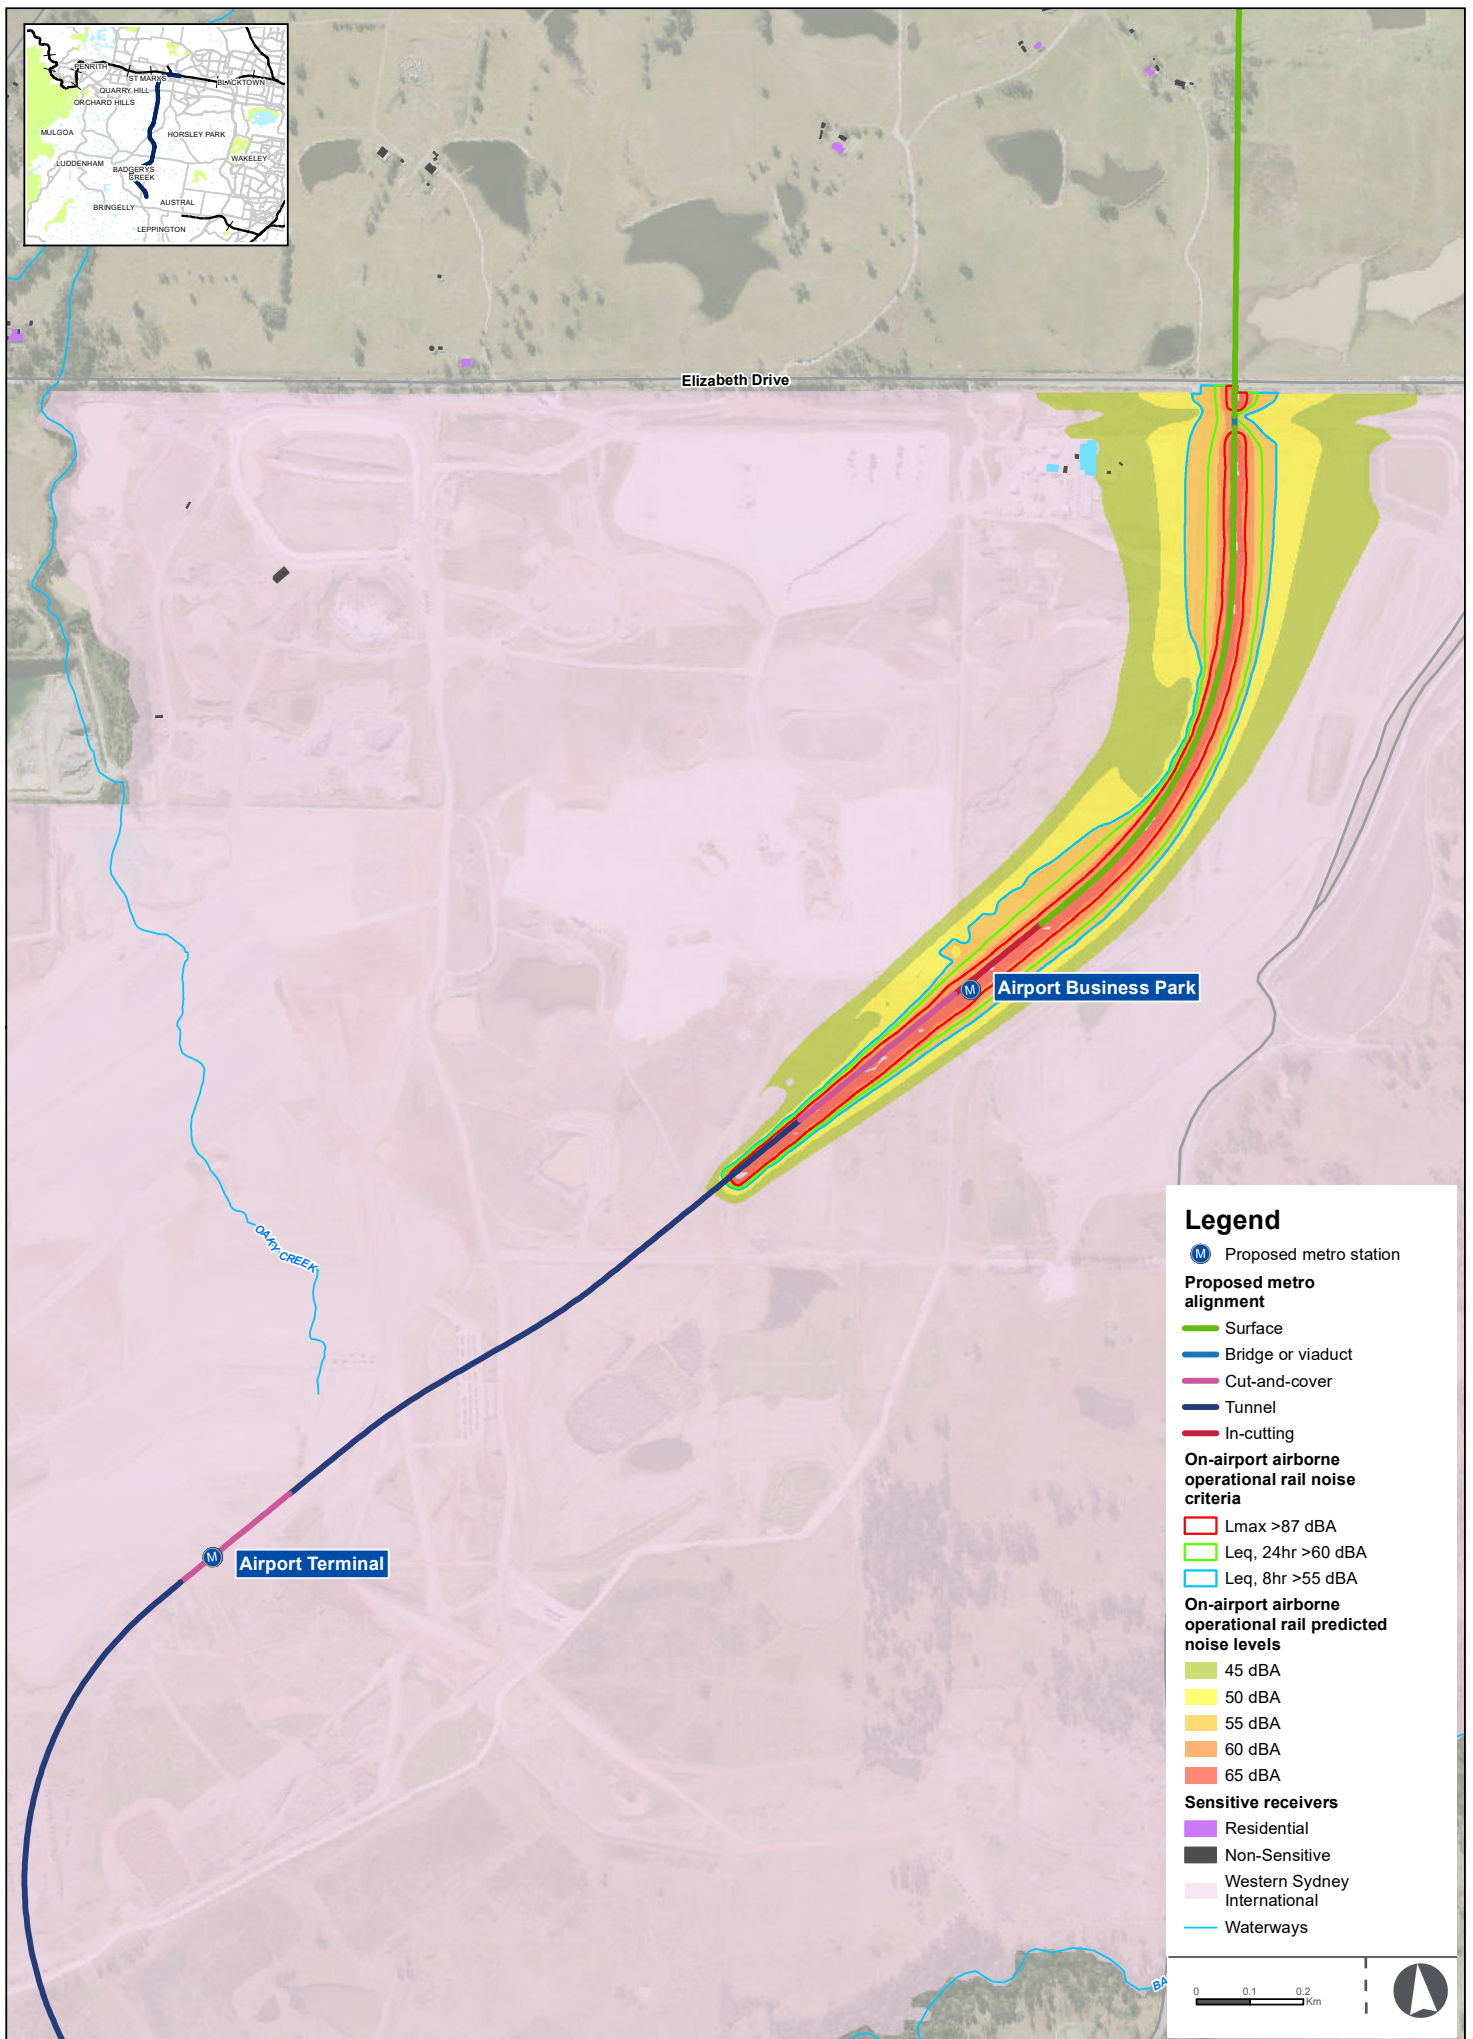 PENRITH
ST MARYS
BLACKTOWN
QUARRY HILL
ORCHARD HILLS
MULGOA
HORSLEY PARK
WAKELEY
LUDDENHAM
BADGERYS
CREEK
BRINGELLY
AUSTRAL
LEPPINGTON
Elizabeth Drive
M
Airport Business Park
OAKY CREEK
M
Airport Terminal
Legend
M Proposed metro station
Proposed metro
alignment
Surface
Bridge or viaduct
Cut-and-cover
Tunnel
In-cutting
On-airport airborne
operational rail noise
criteria
Lmax >87 dBA
Leq, 24hr >60 dBA
Leq, 8hr >55 dBA
On-airport airborne
operational rail predicted
noise levels
45 dBA
50 dBA
55 dBA
60 dBA
65 dBA
Sensitive receivers
Residential
Non-Sensitive
Western Sydney
International
Waterways
BA
0 0.1 0.2
Km